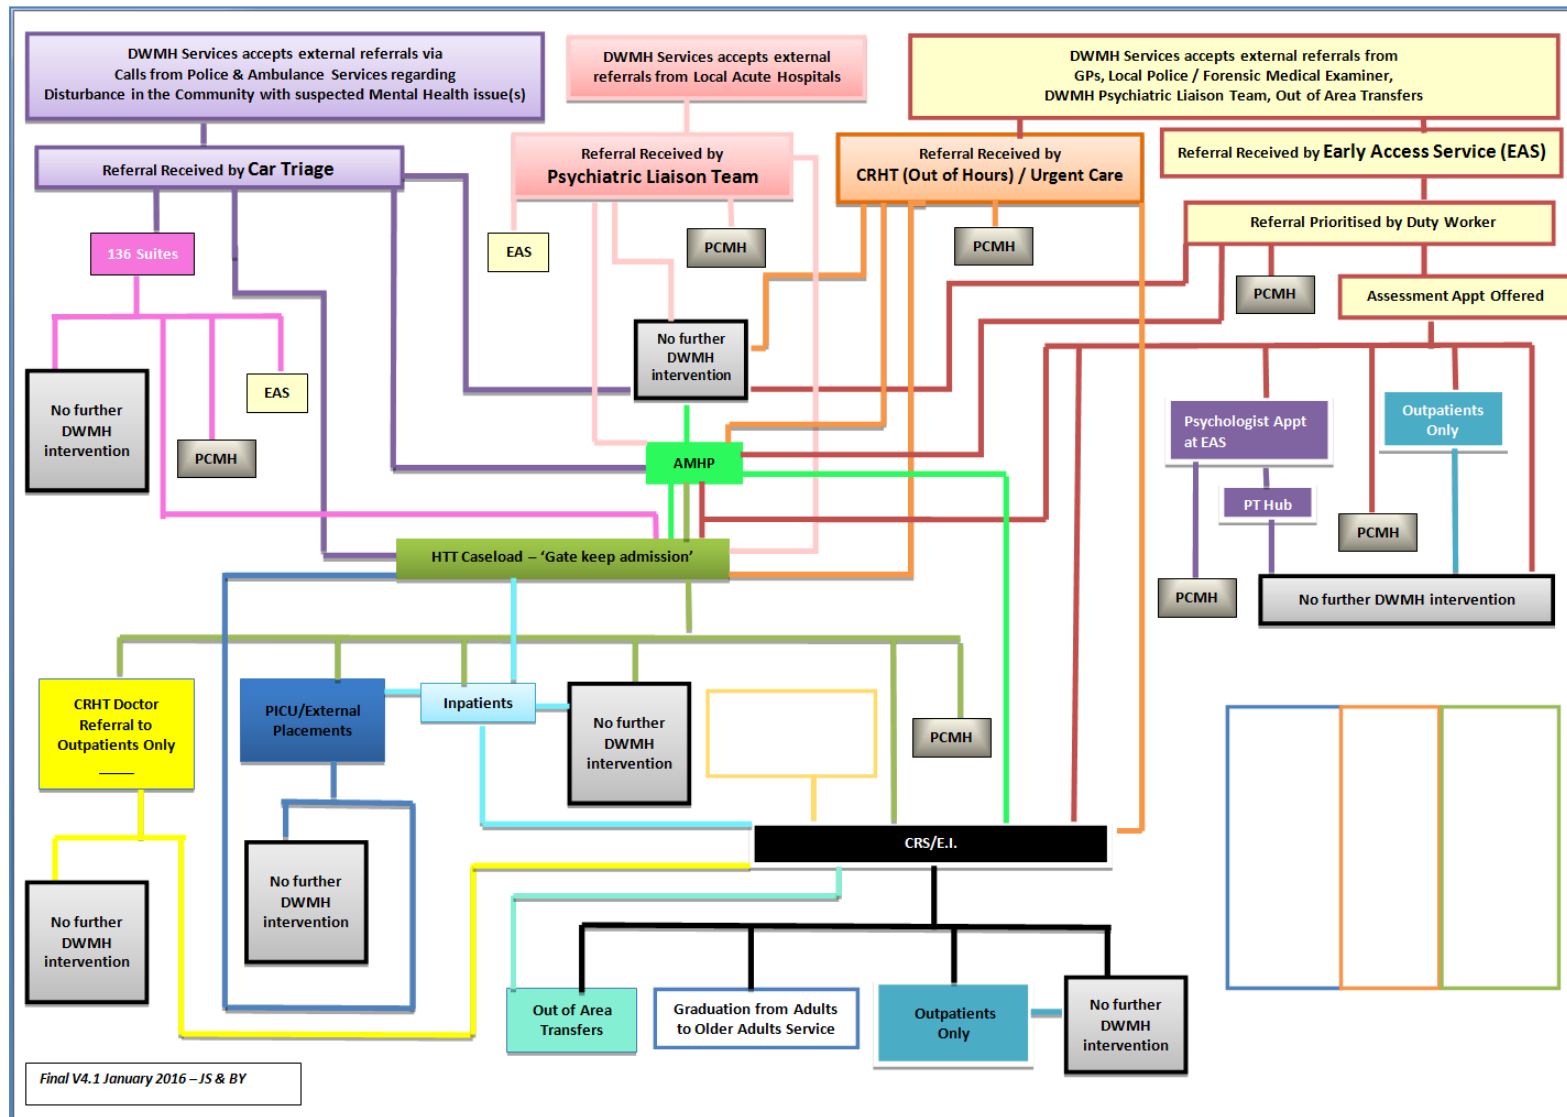 DWMH Services accepts external referrals via
Calls from Police & Ambulance Services regarding
Disturbance in the Community with suspected Mental Health issue(s)
DWMH Services accepts external
referrals from Local Acute Hospitals
DWMH Services accepts external referrals from
GPs, Local Police / Forensic Medical Examiner,
DWMH Psychiatric Liaison Team, Out of Area Transfers
Referral Received by Car Triage
Referral Received by
Psychiatric Liaison Team
Referral Received by
CRHT (Out of Hours) / Urgent Care
Referral Received by Early Access Service (EAS)
Referral Prioritised by Duty Worker
136 Suites
EAS
PCMH
PCMH
PCMH
Assessment Appt Offered
No further
DWMH
intervention
No further
DWMH
intervention
EAS
PCMH
Psychologist Appt
at EAS
Outpatients
Only
AMHP
PT Hub
PCMH
HTT Caseload – ‘Gate keep admission’
PCMH
No further DWMH intervention
CRHT Doctor
Referral to
Outpatients Only
PICU/External
Placements
Inpatients
No further
DWMH
intervention
PCMH
CRS/E.I.
No further
DWMH
intervention
No further
DWMH
intervention
Out of Area
Transfers
Graduation from Adults
to Older Adults Service
Outpatients
Only
No further
DWMH
intervention
Final V4.1 January 2016 – JS & BY